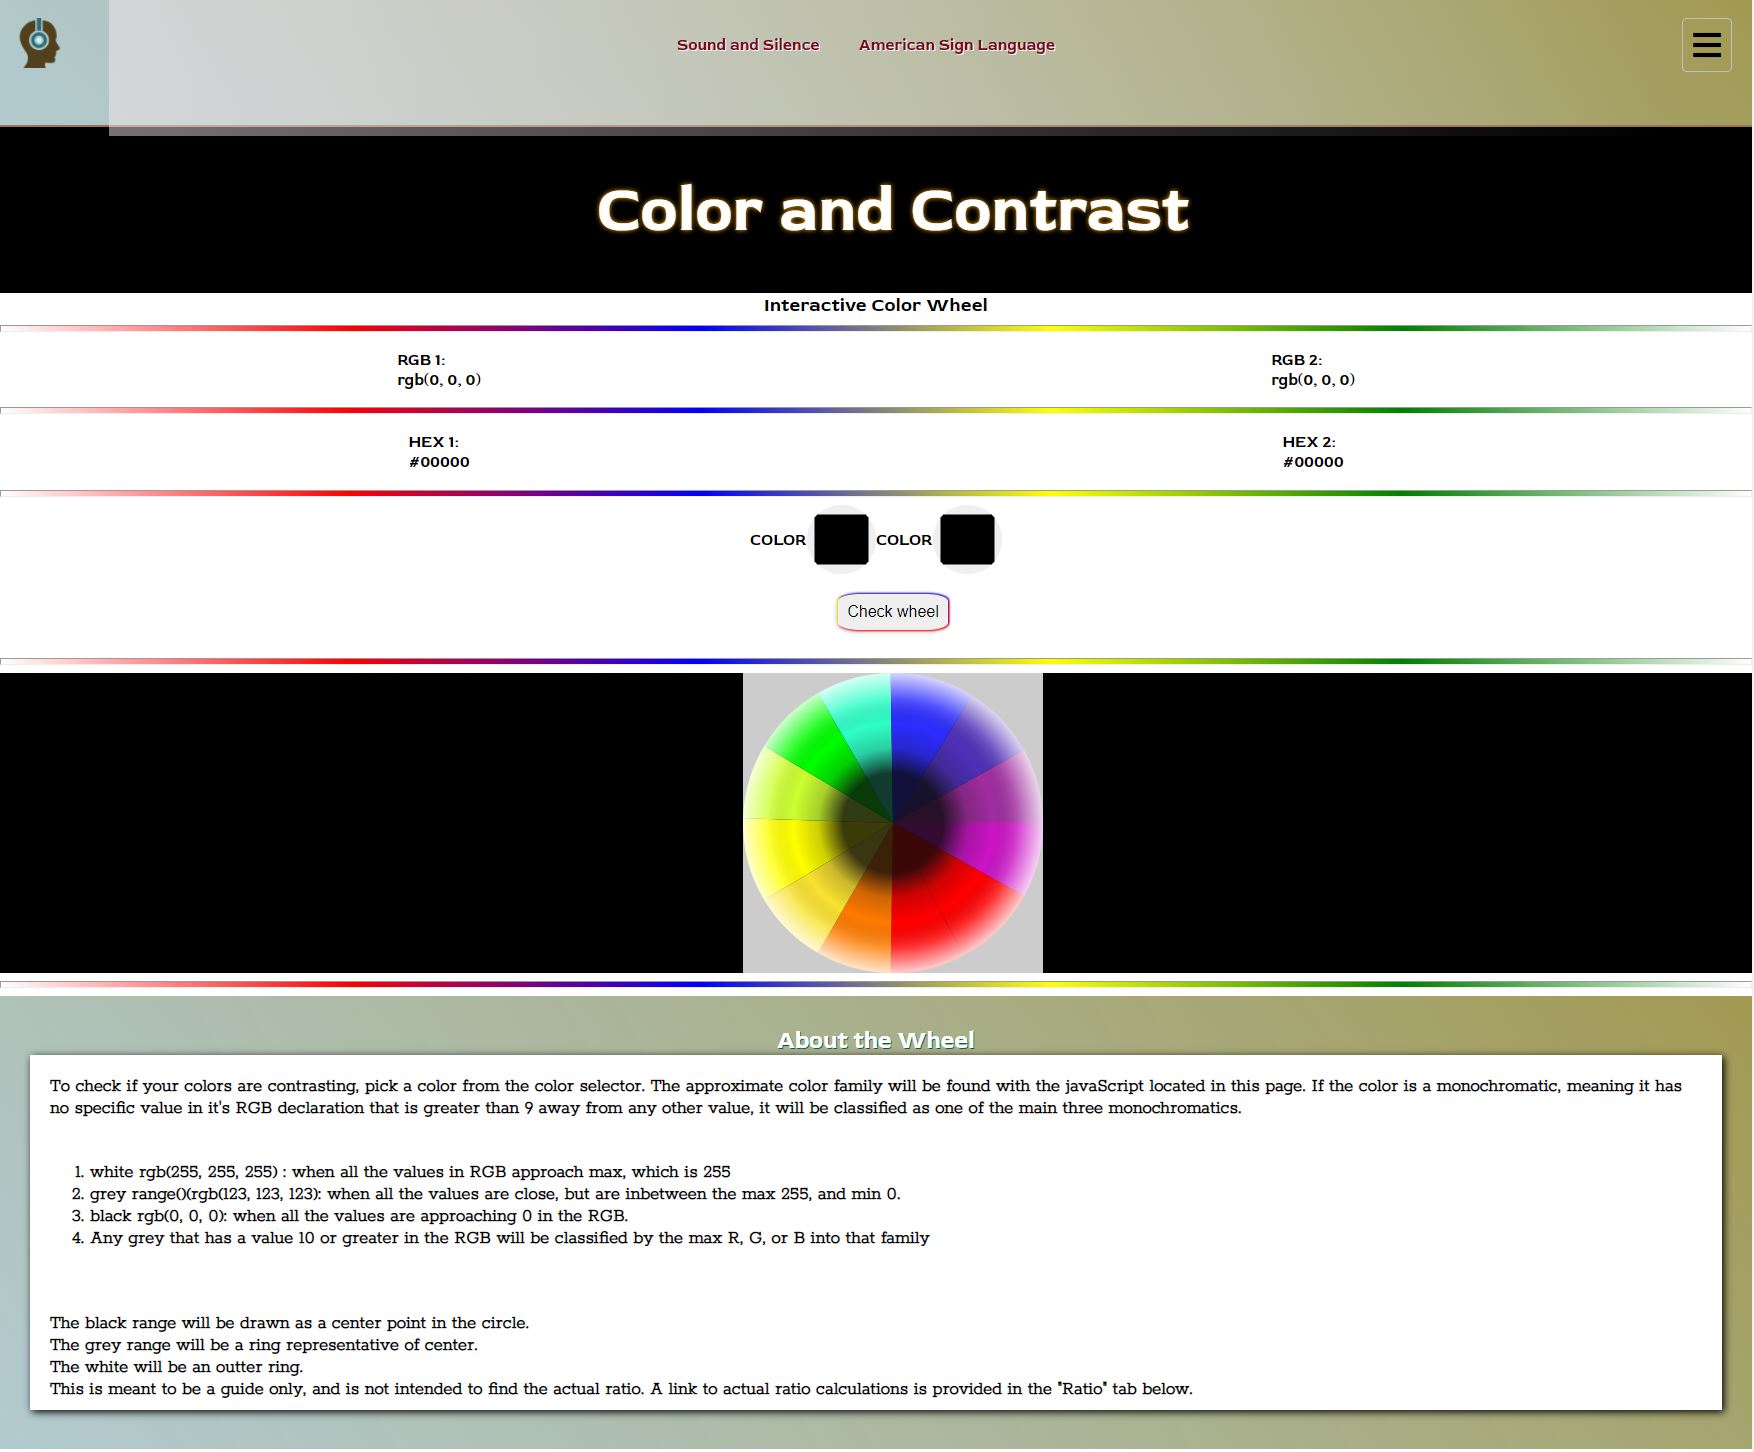 Sound and Silence American Sign Language
Color and Contrast
Interactive Color Wheel
RGB 1: RGB 2:
rgb(0, 0, 0) rgb(0, 0, 0)
HEX 1: HEX 2:
#00000 #00000
COLOR COLOR
Check wheel
About the Wheel
To check if your colors are contrasting, pick a color from the color selector. The approximate color family will be found with the javaScript located in this page. If the color is a monochromatic, meaning it has
no specific value in it's RGB declaration that is greater than 9 away from any other value, it will be classified as one of the main three monochromatics.
1. white rgb(255, 255, 255) : when all the values in RGB approach max, which is 255
2. grey range()(rgb(123, 123, 123): when all the values are close, but are inbetween the max 255, and min 0.
3. black rgb(0, 0, 0): when all the values are approaching 0 in the RGB.
4. Any grey that has a value 10 or greater in the RGB will be classified by the max R, G, or B into that family
The black range will be drawn as a center point in the circle.
The grey range will be a ring representative of center.
The white will be an outter ring.
This is meant to be a guide only, and is not intended to find the actual ratio. A link to actual ratio calculations is provided in the "Ratio" tab below.